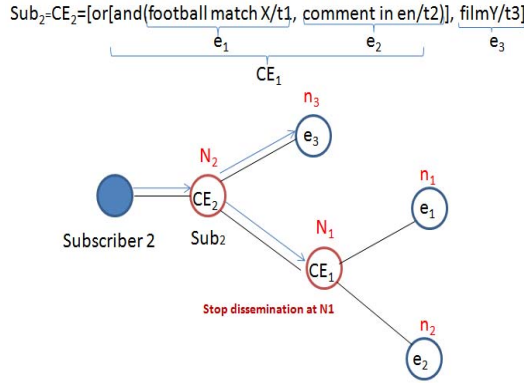 Sub2=CE2=[or[and(football match X/t1, comment in en/t2)], filmY/t3]
e1 e2 e3
CE1
n3
e3
N2
n1
CE2
e1
Subscriber 2 Sub2
N1
CE1
Stop dissemination at N1
n2
e2